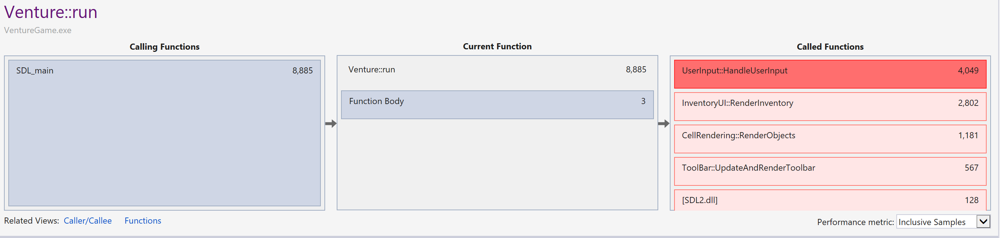 Venture::run
VentureGame.exe
Calling Functions
SDL_main 8,885
Current Function
Venture::run 8,885
Function Body 3
Called Functions
UserInput::HandleUserInput 4,049
InventoryUI::RenderInventory 2,802
CellRendering::RenderObjects 1,181
ToolBar::UpdateAndRenderToolbar 567
[SDL2.dll] 128
Related Views: Caller/Callee Functions
Performance metric: Inclusive Samples